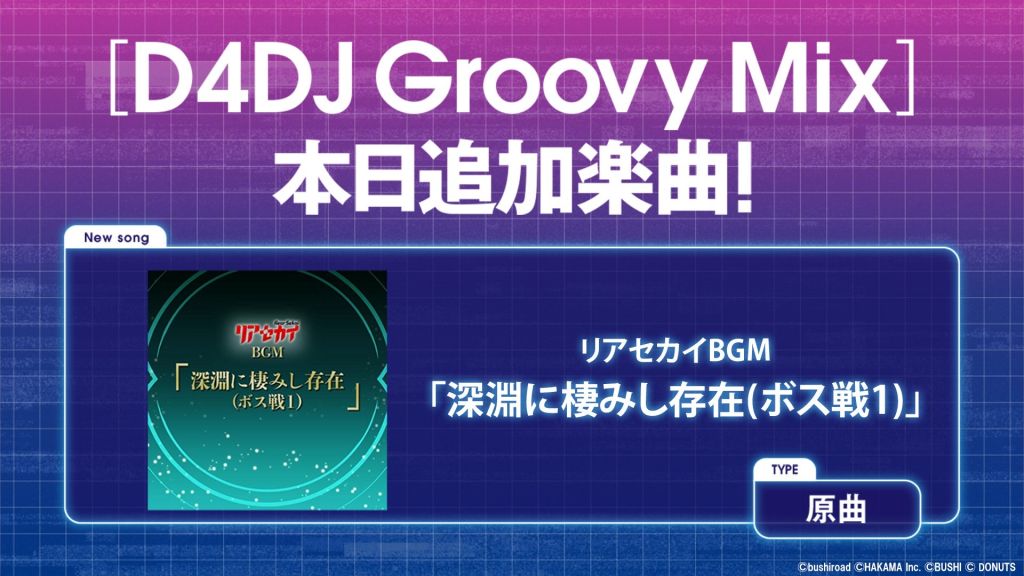 [D4DJ Groovy Mix]
本日追加楽曲!
New song
リアセカイ
BGM
「深淵に棲みし存在
(ボス戦1)」
リアセカイBGM
「深淵に棲みし存在(ボス戦1)」
TYPE
原曲
©bushiroad ©HAKAMA Inc. ©BUSHI © DONUTS